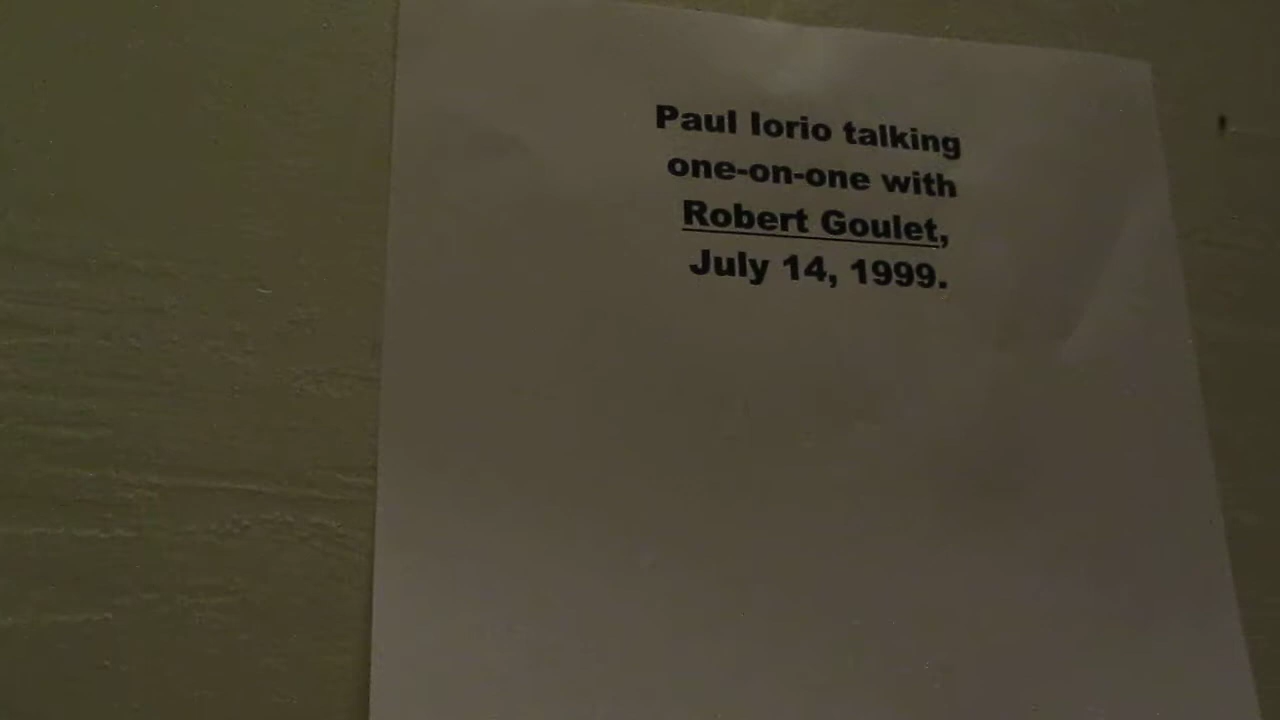 Paul Iorio talking
one-on-one with
Robert Goulet,
July 14, 1999.